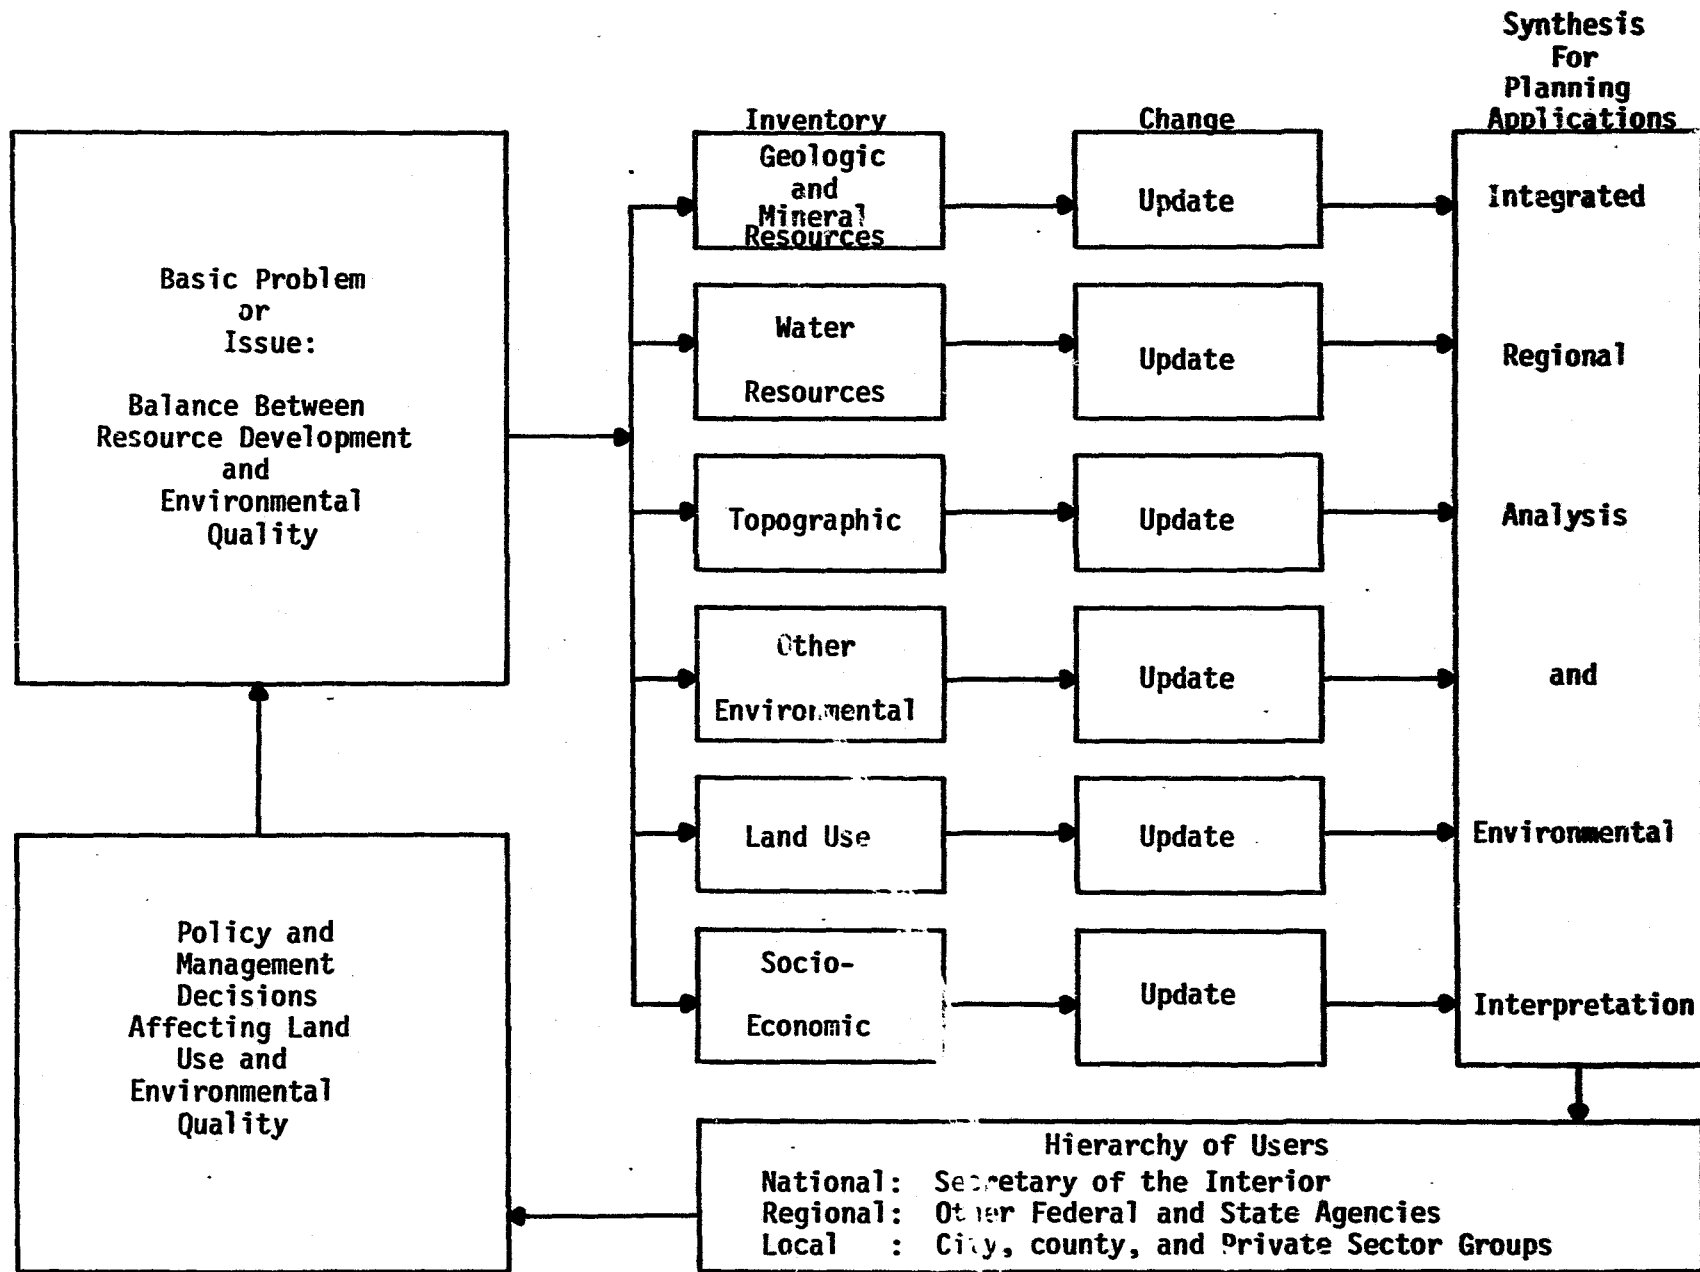 Synthesis
For
Planning
Applications
Inventory
Change
Basic Problem
or
Issue:
Balance Between
Resource Development
and
Environmental
Quality
Geologic
and
Mineral
Resources
Update
Water
Resources
Update
Topographic
Update
Other
Environmental
Update
Land Use
Update
Socio-
Economic
Update
Integrated
Regional
Analysis
and
Environmental
Interpretation
Hierarchy of Users
National: Secretary of the Interior
Regional: Other Federal and State Agencies
Local : City, county, and Private Sector Groups
Policy and
Management
Decisions
Affecting Land
Use and
Environmental
Quality